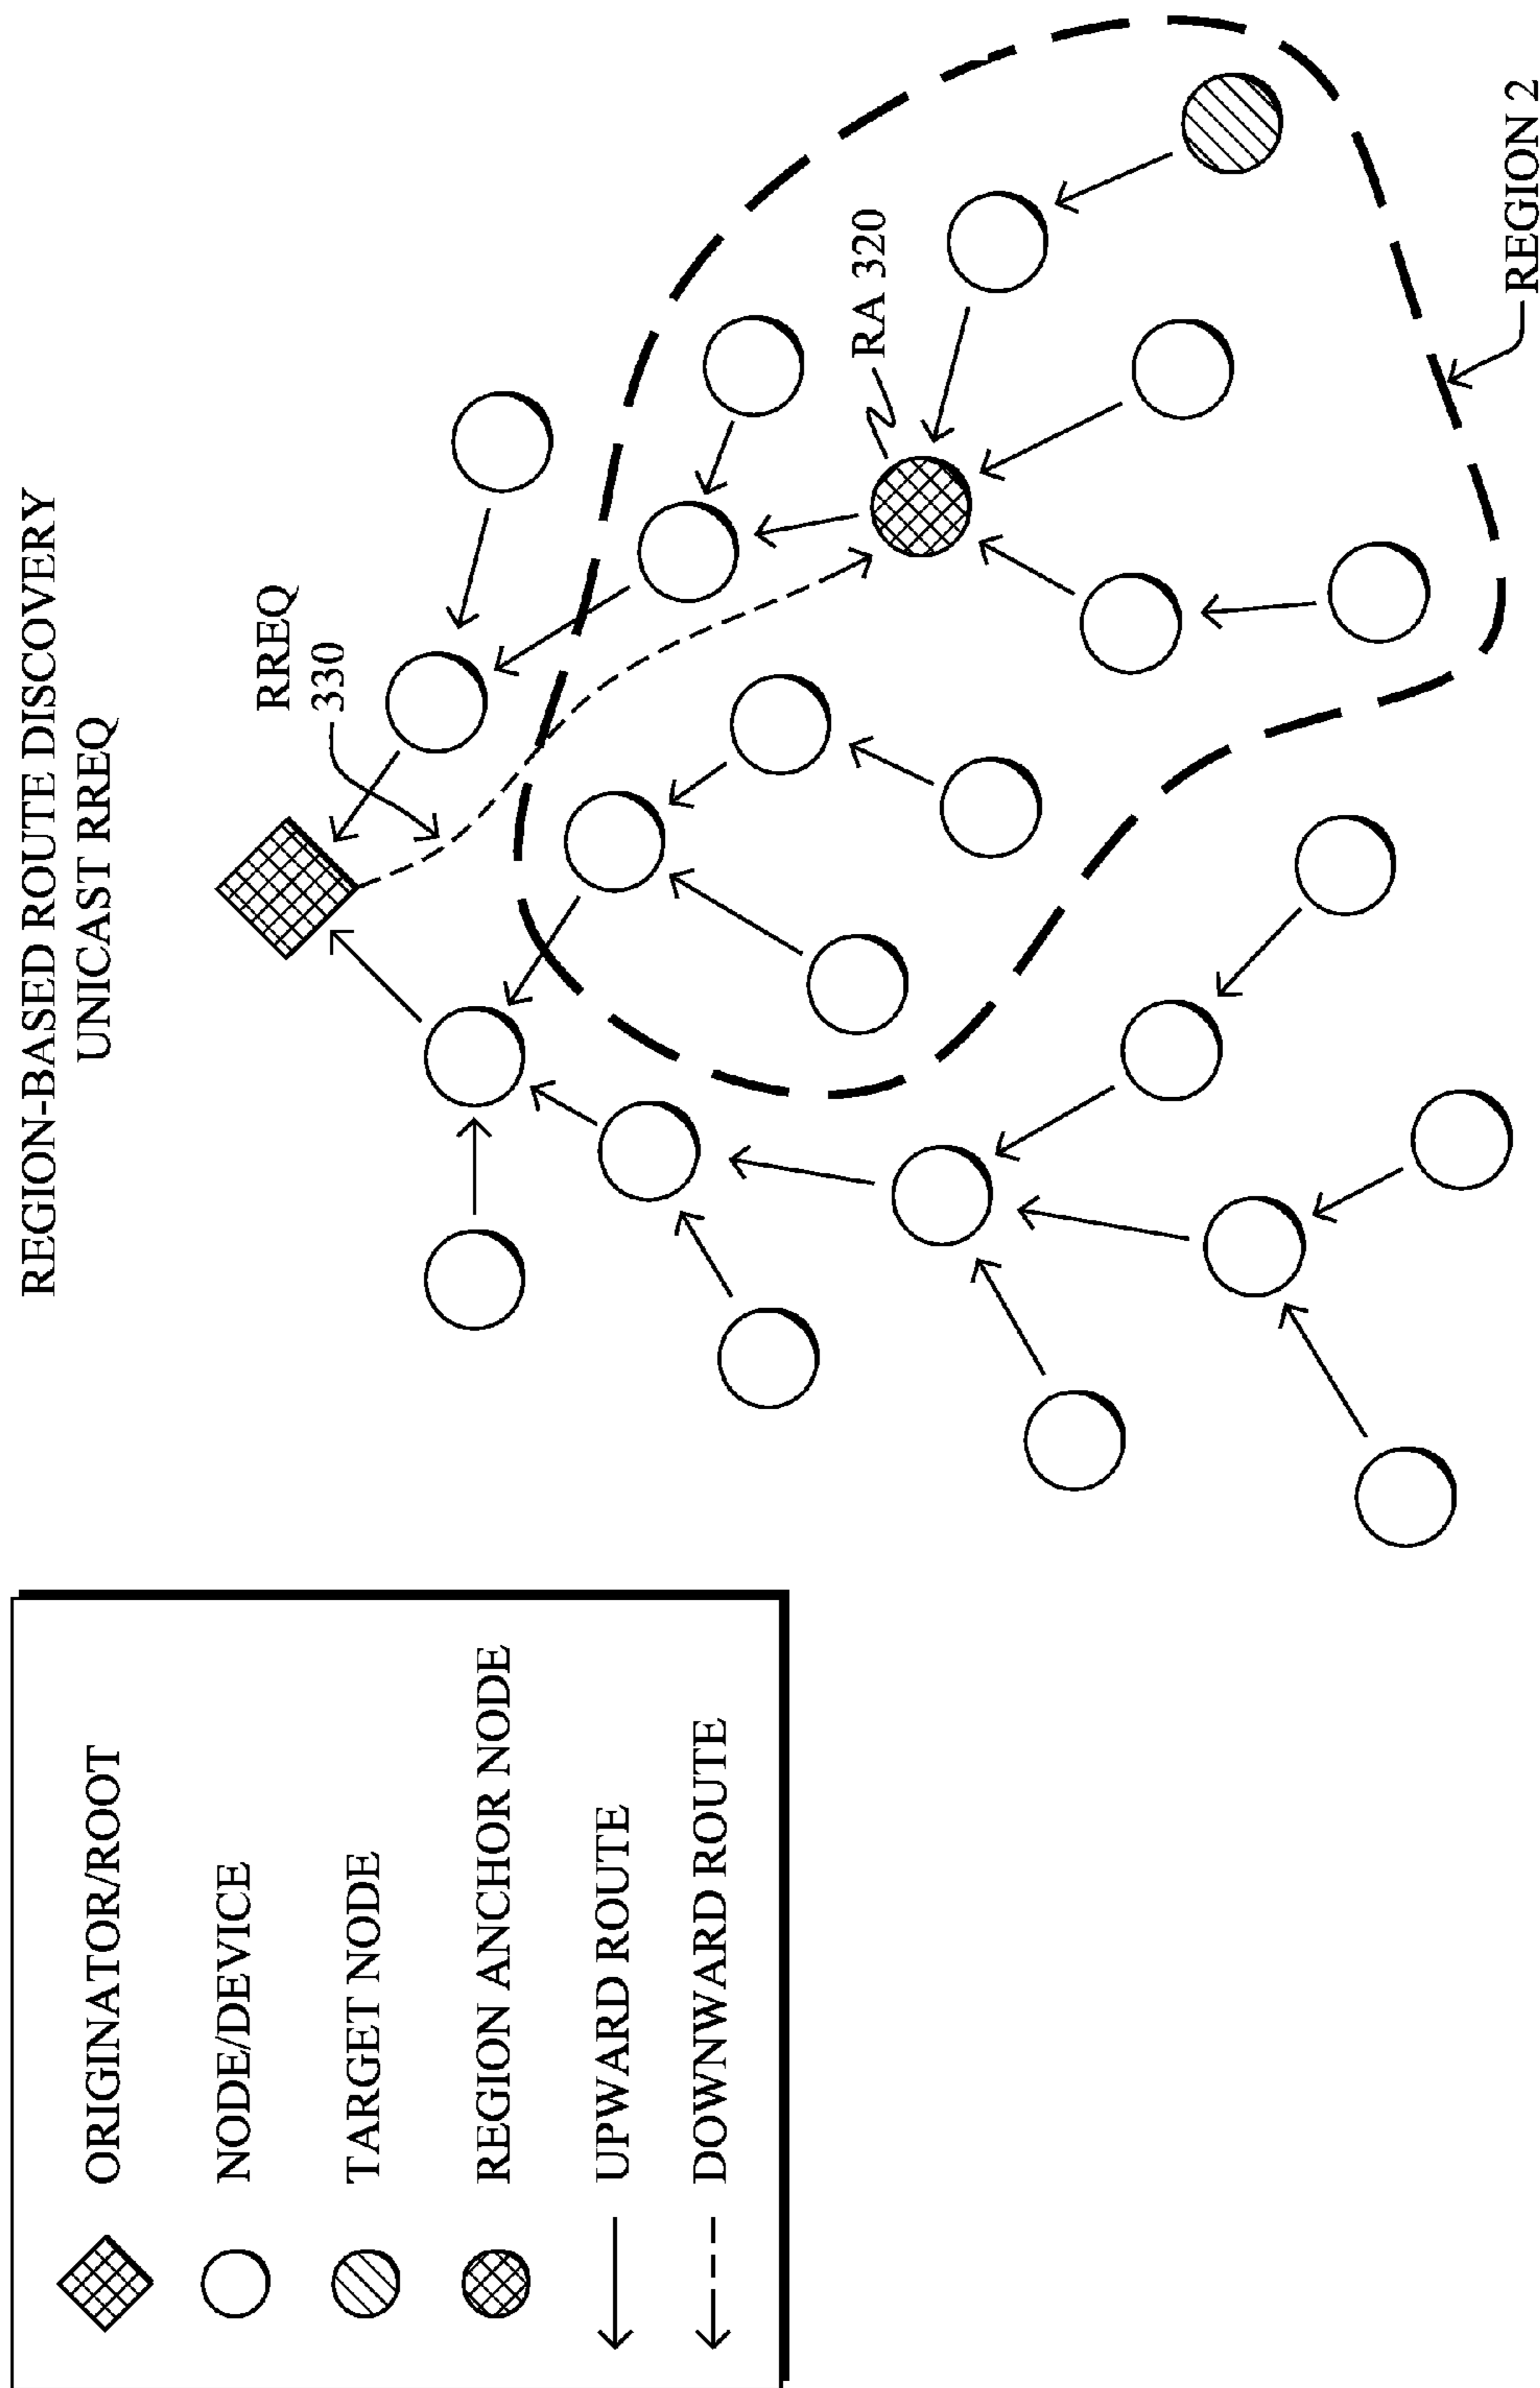 REGION-BASED ROUTE DISCOVERY
UNICAST RREQ
ORIGINATOR/ROOT
NODE/DEVICE
TARGET NODE
REGION ANCHOR NODE
UPWARD ROUTE
DOWNWARD ROUTE
RREQ
330
RA 320
REGION 2